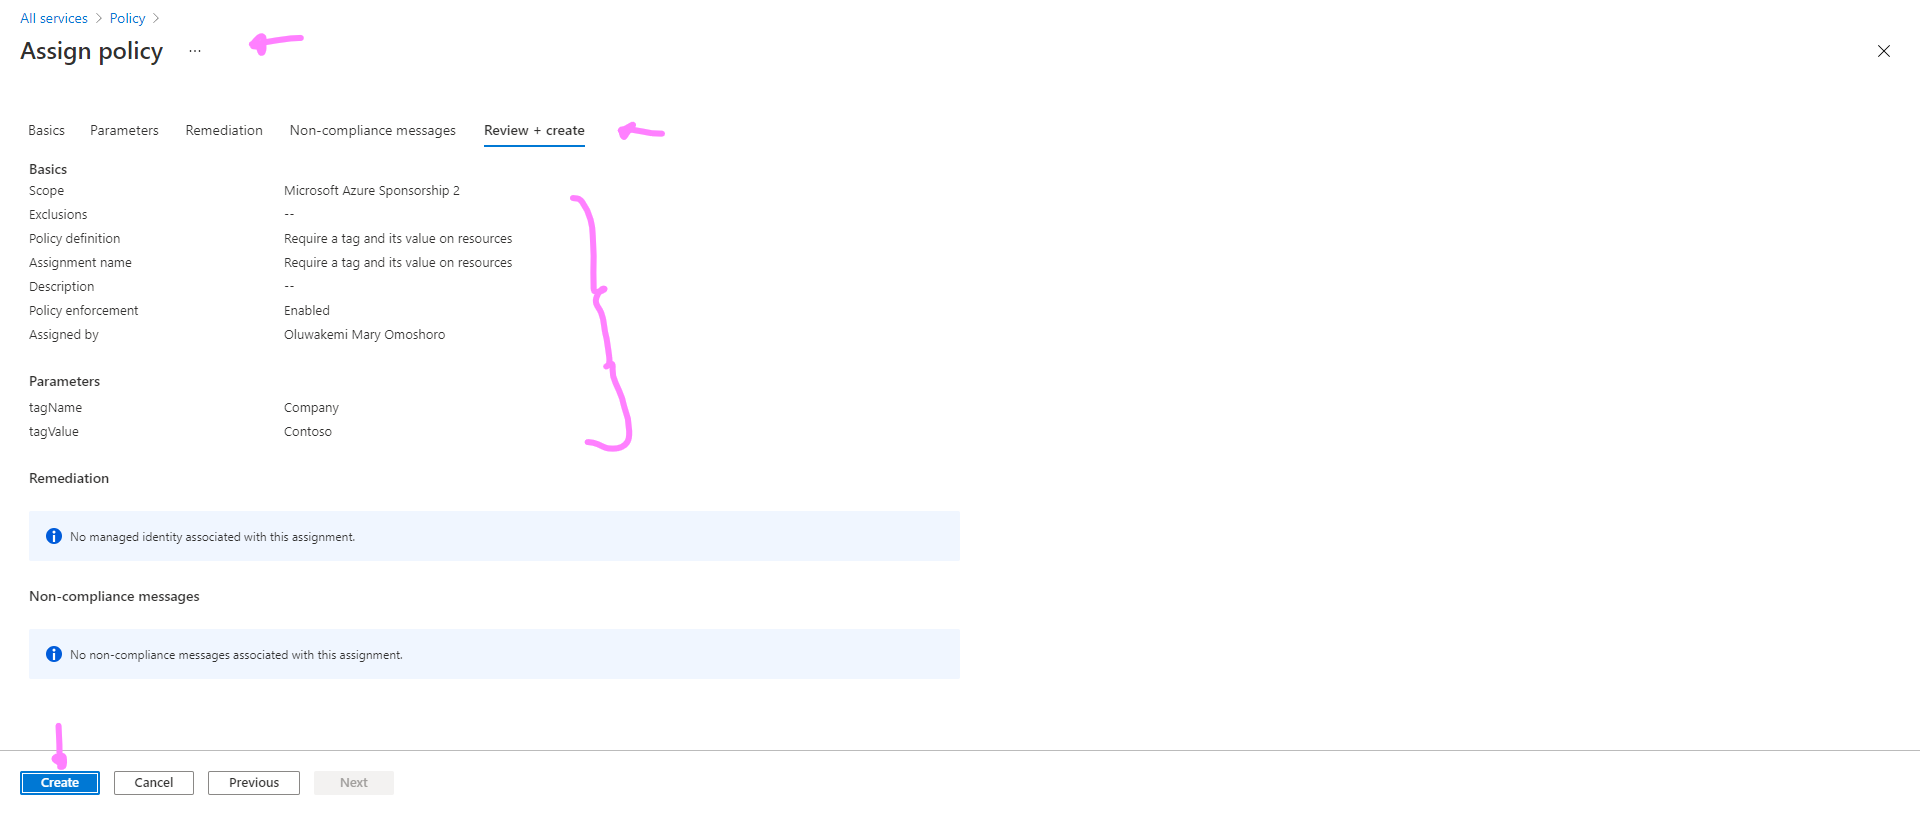 All services > Policy >
Assign policy ...
Basics Parameters Remediation Non-compliance messages Review + create
Basics
Scope Microsoft Azure Sponsorship 2
Exclusions --
Policy definition Require a tag and its value on resources
Assignment name Require a tag and its value on resources
Description --
Policy enforcement Enabled
Assigned by Oluwakemi Mary Omoshoro
Parameters
tagName Company
tagValue Contoso
Remediation
No managed identity associated with this assignment.
Non-compliance messages
No non-compliance messages associated with this assignment.
Create Cancel Previous Next